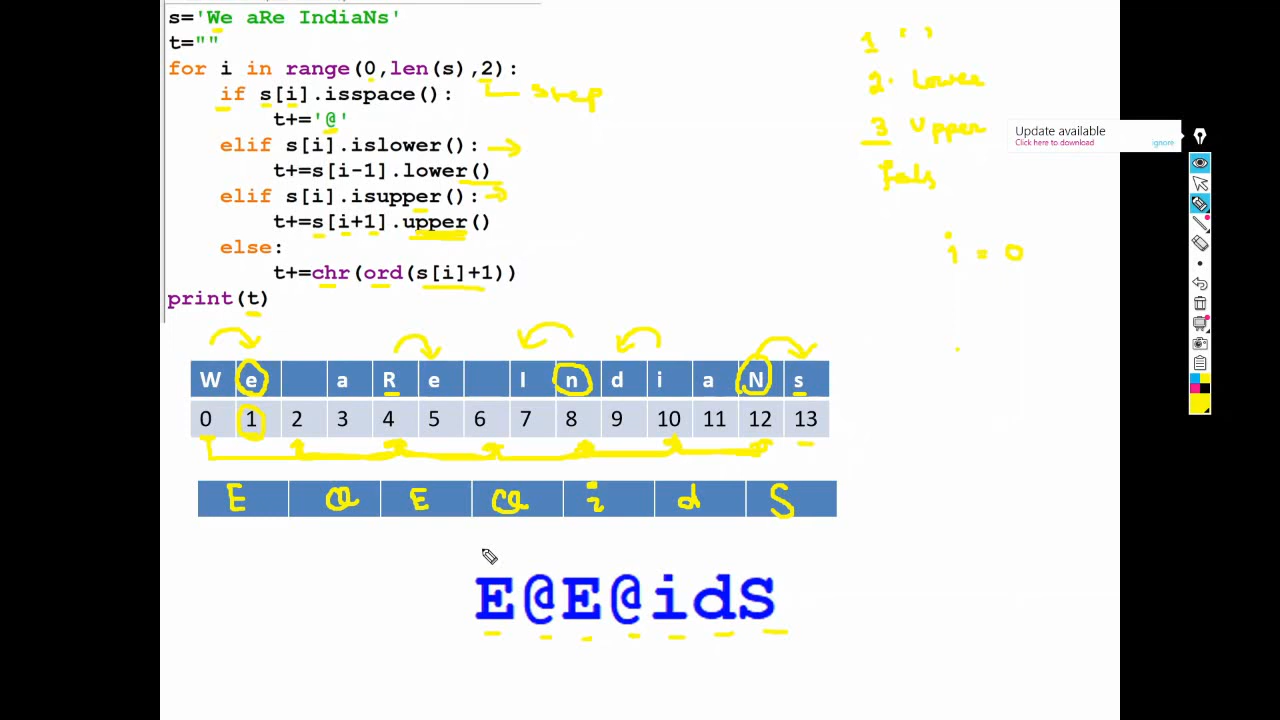 s='We aRe IndiaNs'
t=""
for i in range(0,len(s),2):
if s[i].isspace():
step
t+='@'
elif s[i].islower():
t+=s[i-1].lower()
elif s[i].isupper():
t+=s[i+1].upper()
else:
t+=chr(ord(s[i]+1))
print(t)
1 ' '
2. lower
3 Upper
Update available
Click here to download ignore
i = 0
W e a R e I n d i a N s
0 1 2 3 4 5 6 7 8 9 10 11 12 13
E @ E @ i d S
E@E@idS